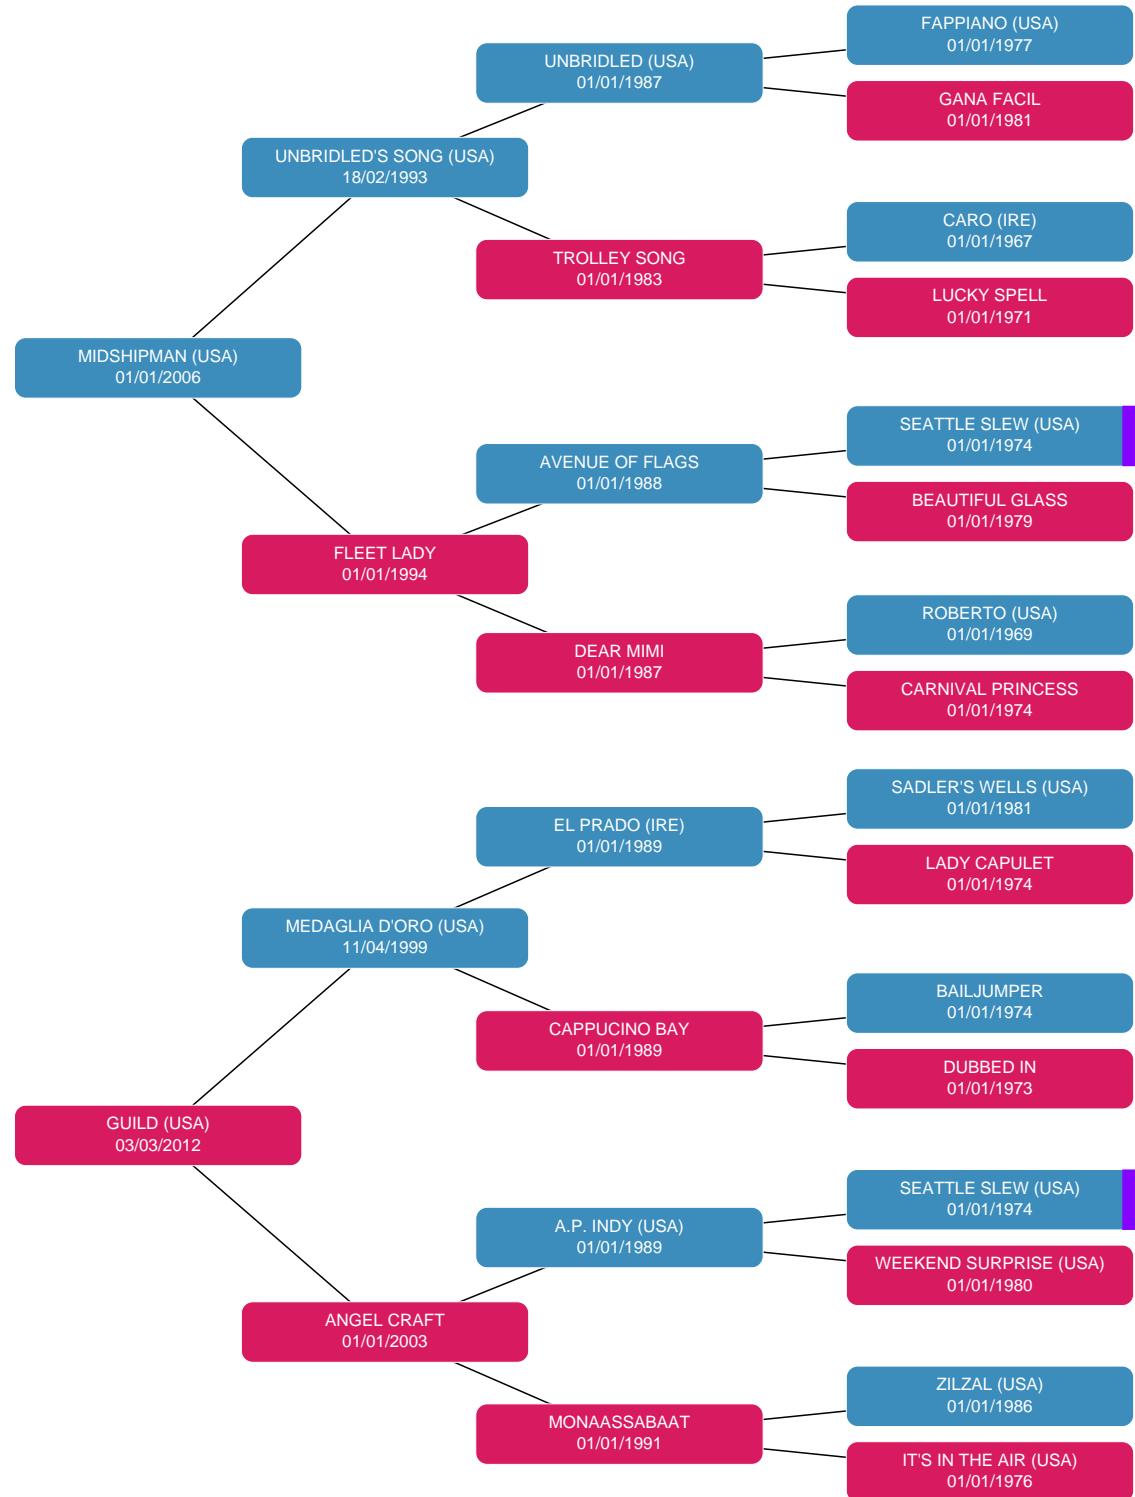 FAPPIANO (USA)
01/01/1977
UNBRIDLED (USA)
01/01/1987
GANA FACIL
01/01/1981
UNBRIDLED'S SONG (USA)
18/02/1993
CARO (IRE)
01/01/1967
TROLLEY SONG
01/01/1983
LUCKY SPELL
01/01/1971
MIDSHIPMAN (USA)
01/01/2006
SEATTLE SLEW (USA)
01/01/1974
AVENUE OF FLAGS
01/01/1988
BEAUTIFUL GLASS
01/01/1979
FLEET LADY
01/01/1994
ROBERTO (USA)
01/01/1969
DEAR MIMI
01/01/1987
CARNIVAL PRINCESS
01/01/1974
SADLER'S WELLS (USA)
01/01/1981
EL PRADO (IRE)
01/01/1989
LADY CAPULET
01/01/1974
MEDAGLIA D'ORO (USA)
11/04/1999
BAILJUMPER
01/01/1974
CAPPUCINO BAY
01/01/1989
DUBBED IN
01/01/1973
GUILD (USA)
03/03/2012
SEATTLE SLEW (USA)
01/01/1974
A.P. INDY (USA)
01/01/1989
WEEKEND SURPRISE (USA)
01/01/1980
ANGEL CRAFT
01/01/2003
ZILZAL (USA)
01/01/1986
MONAASSABAAT
01/01/1991
IT'S IN THE AIR (USA)
01/01/1976